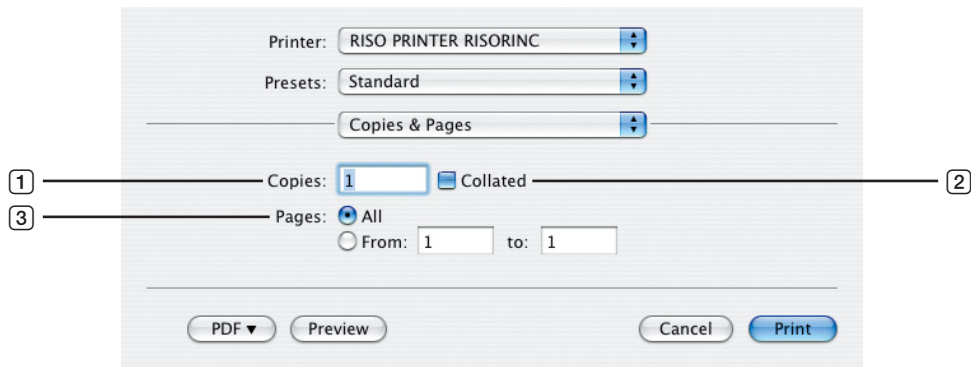 Printer: RISO PRINTER RISORINC
Presets: Standard
Copies & Pages
1 Copies: 1 Collated 2
3 Pages: All
From: 1 to: 1
PDF ▼ Preview Cancel Print